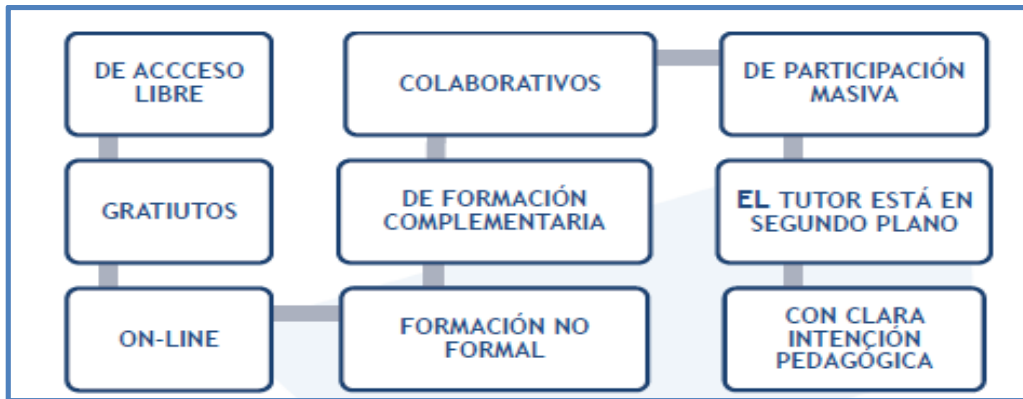 DE ACCCESO
LIBRE
GRATIUTOS
ON-LINE
FORMACIÓN NO
FORMAL
DE FORMACIÓN
COMPLEMENTARIA
COLABORATIVOS
DE PARTICIPACIÓN
MASIVA
EL TUTOR ESTÁ EN
SEGUNDO PLANO
CON CLARA
INTENCIÓN
PEDAGÓGICA